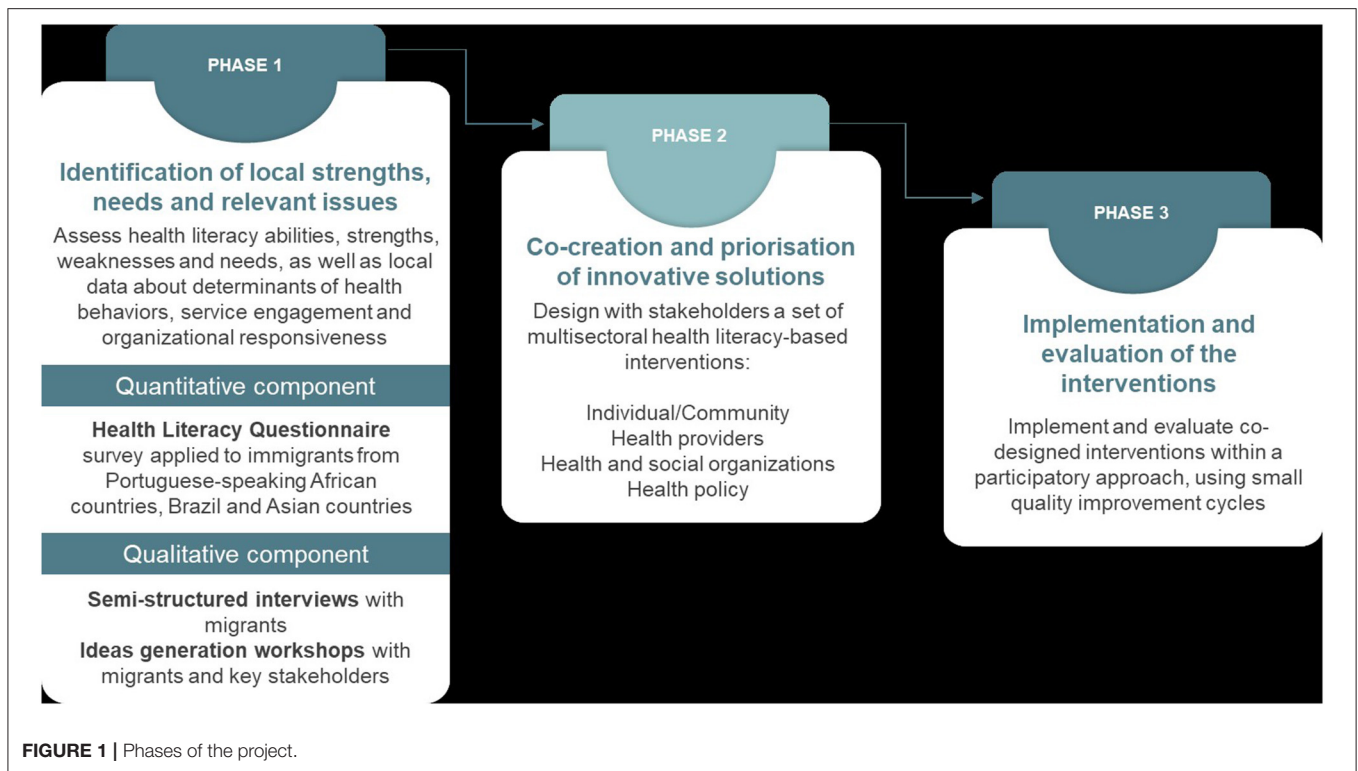 PHASE 1
Identification of local strengths,
needs and relevant issues
Assess health literacy abilities, strengths,
weaknesses and needs, as well as local
data about determinants of health
behaviors, service engagement and
organizational responsiveness
Quantitative component
Health Literacy Questionnaire
survey applied to immigrants from
Portuguese-speaking African
countries, Brazil and Asian countries
Qualitative component
Semi-structured interviews with
migrants
Ideas generation workshops with
migrants and key stakeholders
PHASE 2
Co-creation and priorisation
of innovative solutions
Design with stakeholders a set of
multisectoral health literacy-based
interventions:
Individual/Community
Health providers
Health and social organizations
Health policy
PHASE 3
Implementation and
evaluation of the
interventions
Implement and evaluate co-
designed interventions within a
participatory approach, using small
quality improvement cycles
FIGURE 1 | Phases of the project.